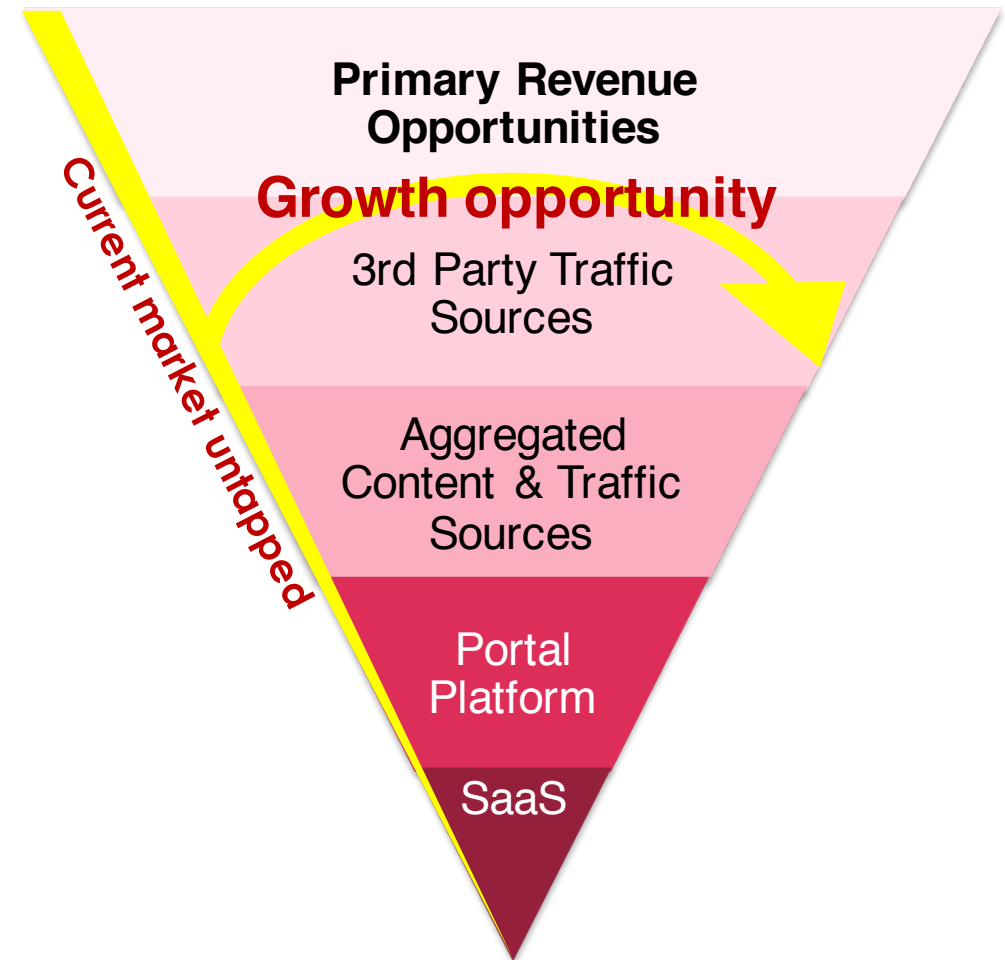 Primary Revenue
Opportunities
Growth opportunity
3rd Party Traffic
Sources
Aggregated
Content & Traffic
Sources
Portal
Platform
SaaS
Current market untapped